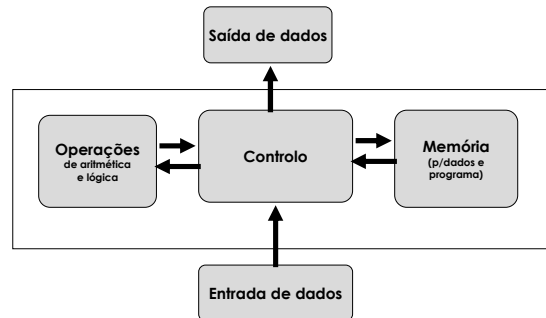 Saída de dados
Operações
de aritmética
e lógica
Controlo
Memória
(p/dados e
programa)
Entrada de dados